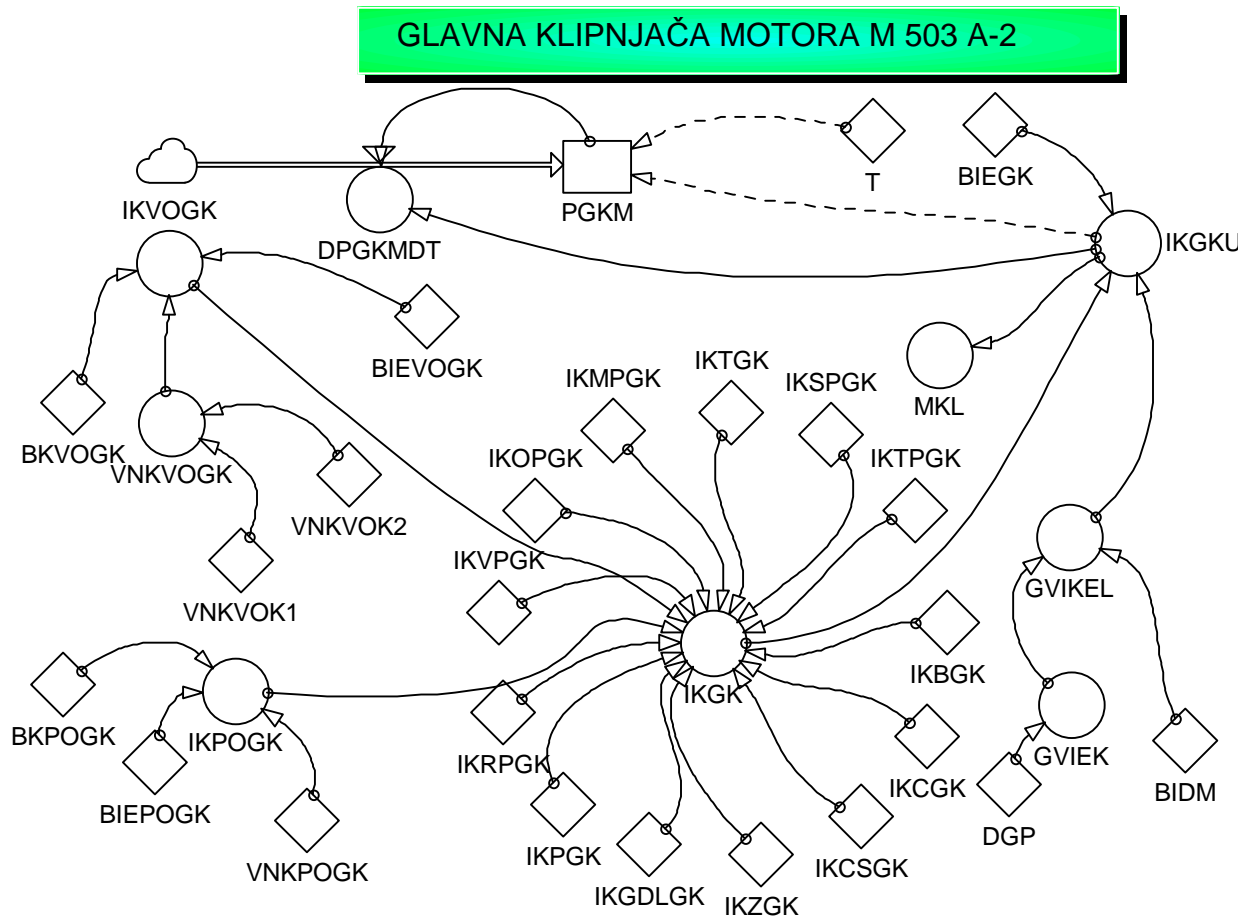 GLAVNA KLIPNJAČA MOTORA M 503 A-2
T
BIEGK
IKVOGK
PGKM
DPGKMDT
IKGKU
BIEVOGK
IKTGK
IKMPGK
IKSPGK
MKL
BKVOGK
VNKVOGK
IKOPGK
IKTPGK
VNKVOK2
IKVPGK
GVIKEL
VNKVOK1
IKBGK
IKGK
BKPOGK
IKPOGK
IKRPGK
GVIEK
IKCGK
BIDM
BIEPOGK
IKPGK
DGP
VNKPOGK
IKCSGK
IKGDLGK
IKZGK